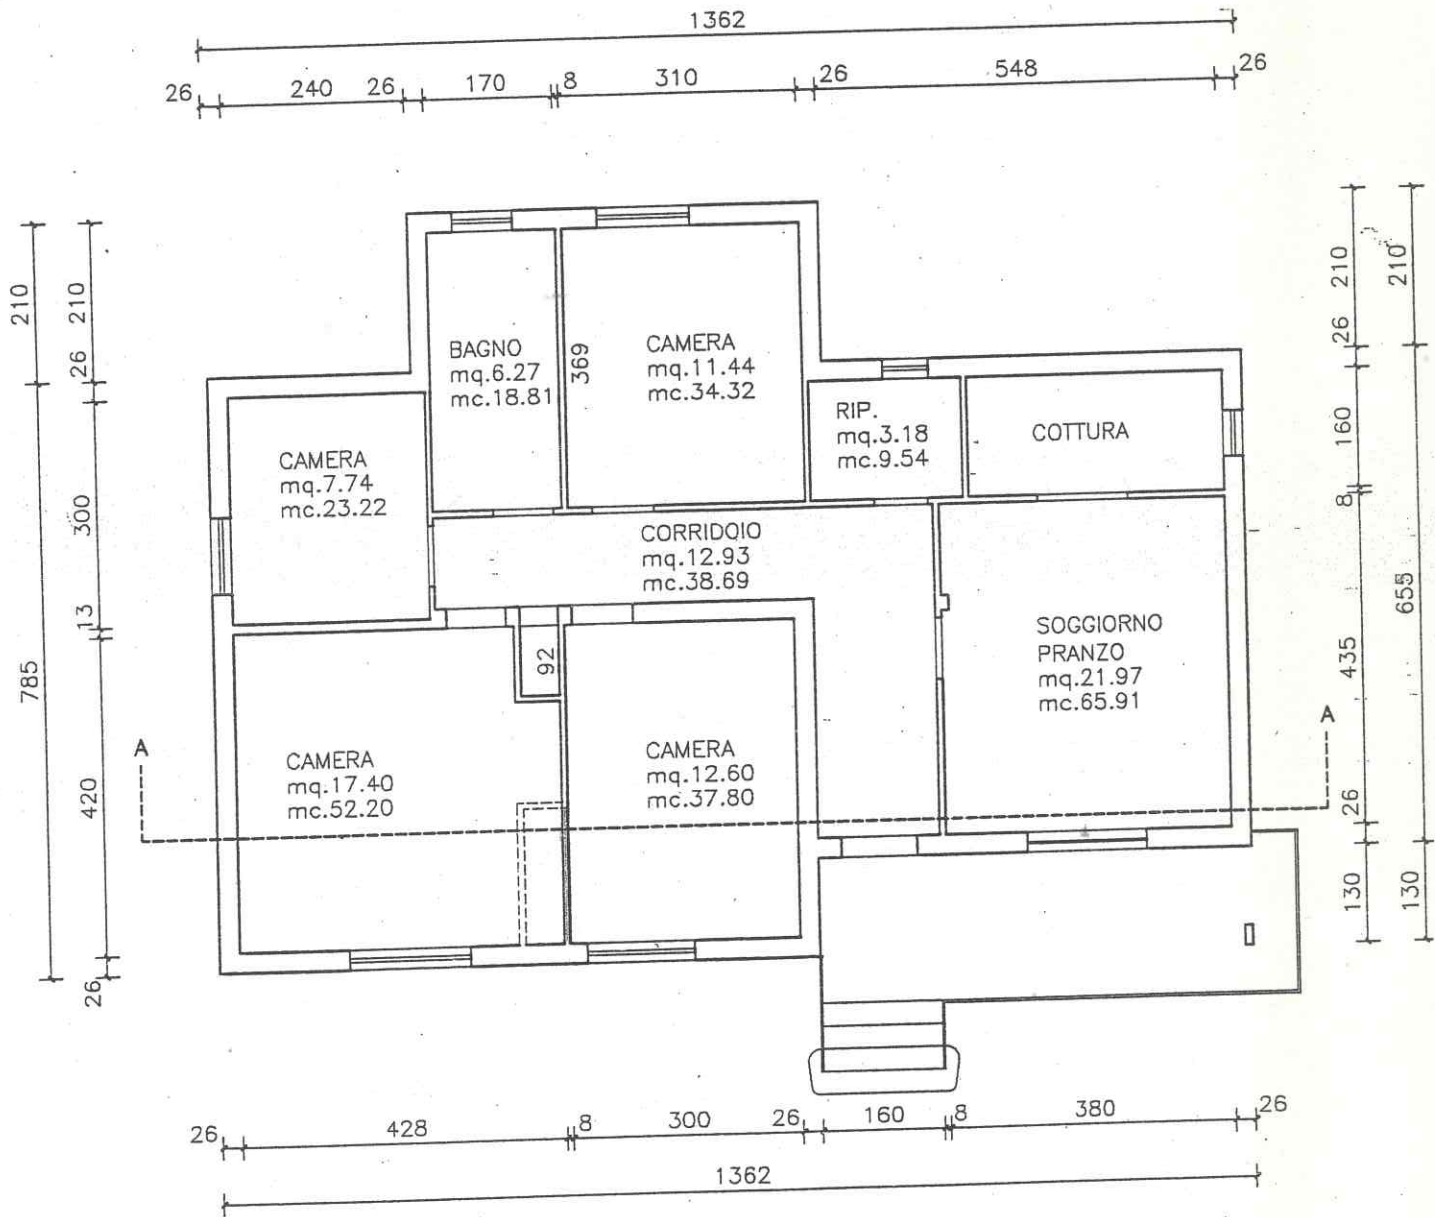 1362
26 240 26 170 8 310 26 548 26
210
210
26
300
13
785
420
26
210
210
26
160
8
435
655
26
130
130
BAGNO
mq.6.27
mc.18.81
369
CAMERA
mq.11.44
mc.34.32
RIP.
mq.3.18
mc.9.54
COTTURA
CAMERA
mq.7.74
mc.23.22
CORRIDOIO
mq.12.93
mc.38.69
SOGGIORNO
PRANZO
mq.21.97
mc.65.91
92
A
A
CAMERA
mq.17.40
mc.52.20
CAMERA
mq.12.60
mc.37.80
26 428 8 300 26 160 8 380 26
1362